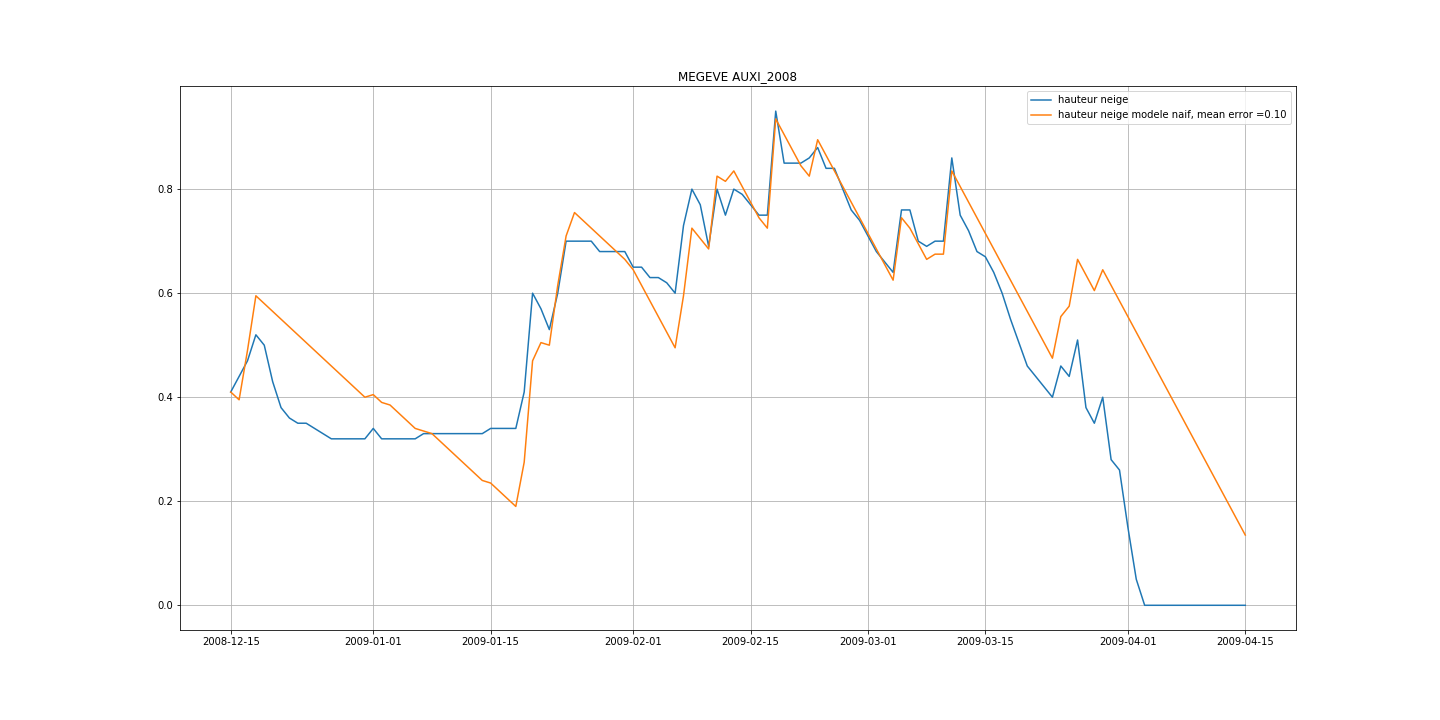 MEGEVE AUXI_2008
hauteur neige
hauteur neige modele naif, mean error =0.10
0.8
0.6
0.4
0.2
0.0
2008-12-15 2009-01-01 2009-01-15 2009-02-01 2009-02-15 2009-03-01 2009-03-15 2009-04-01 2009-04-15